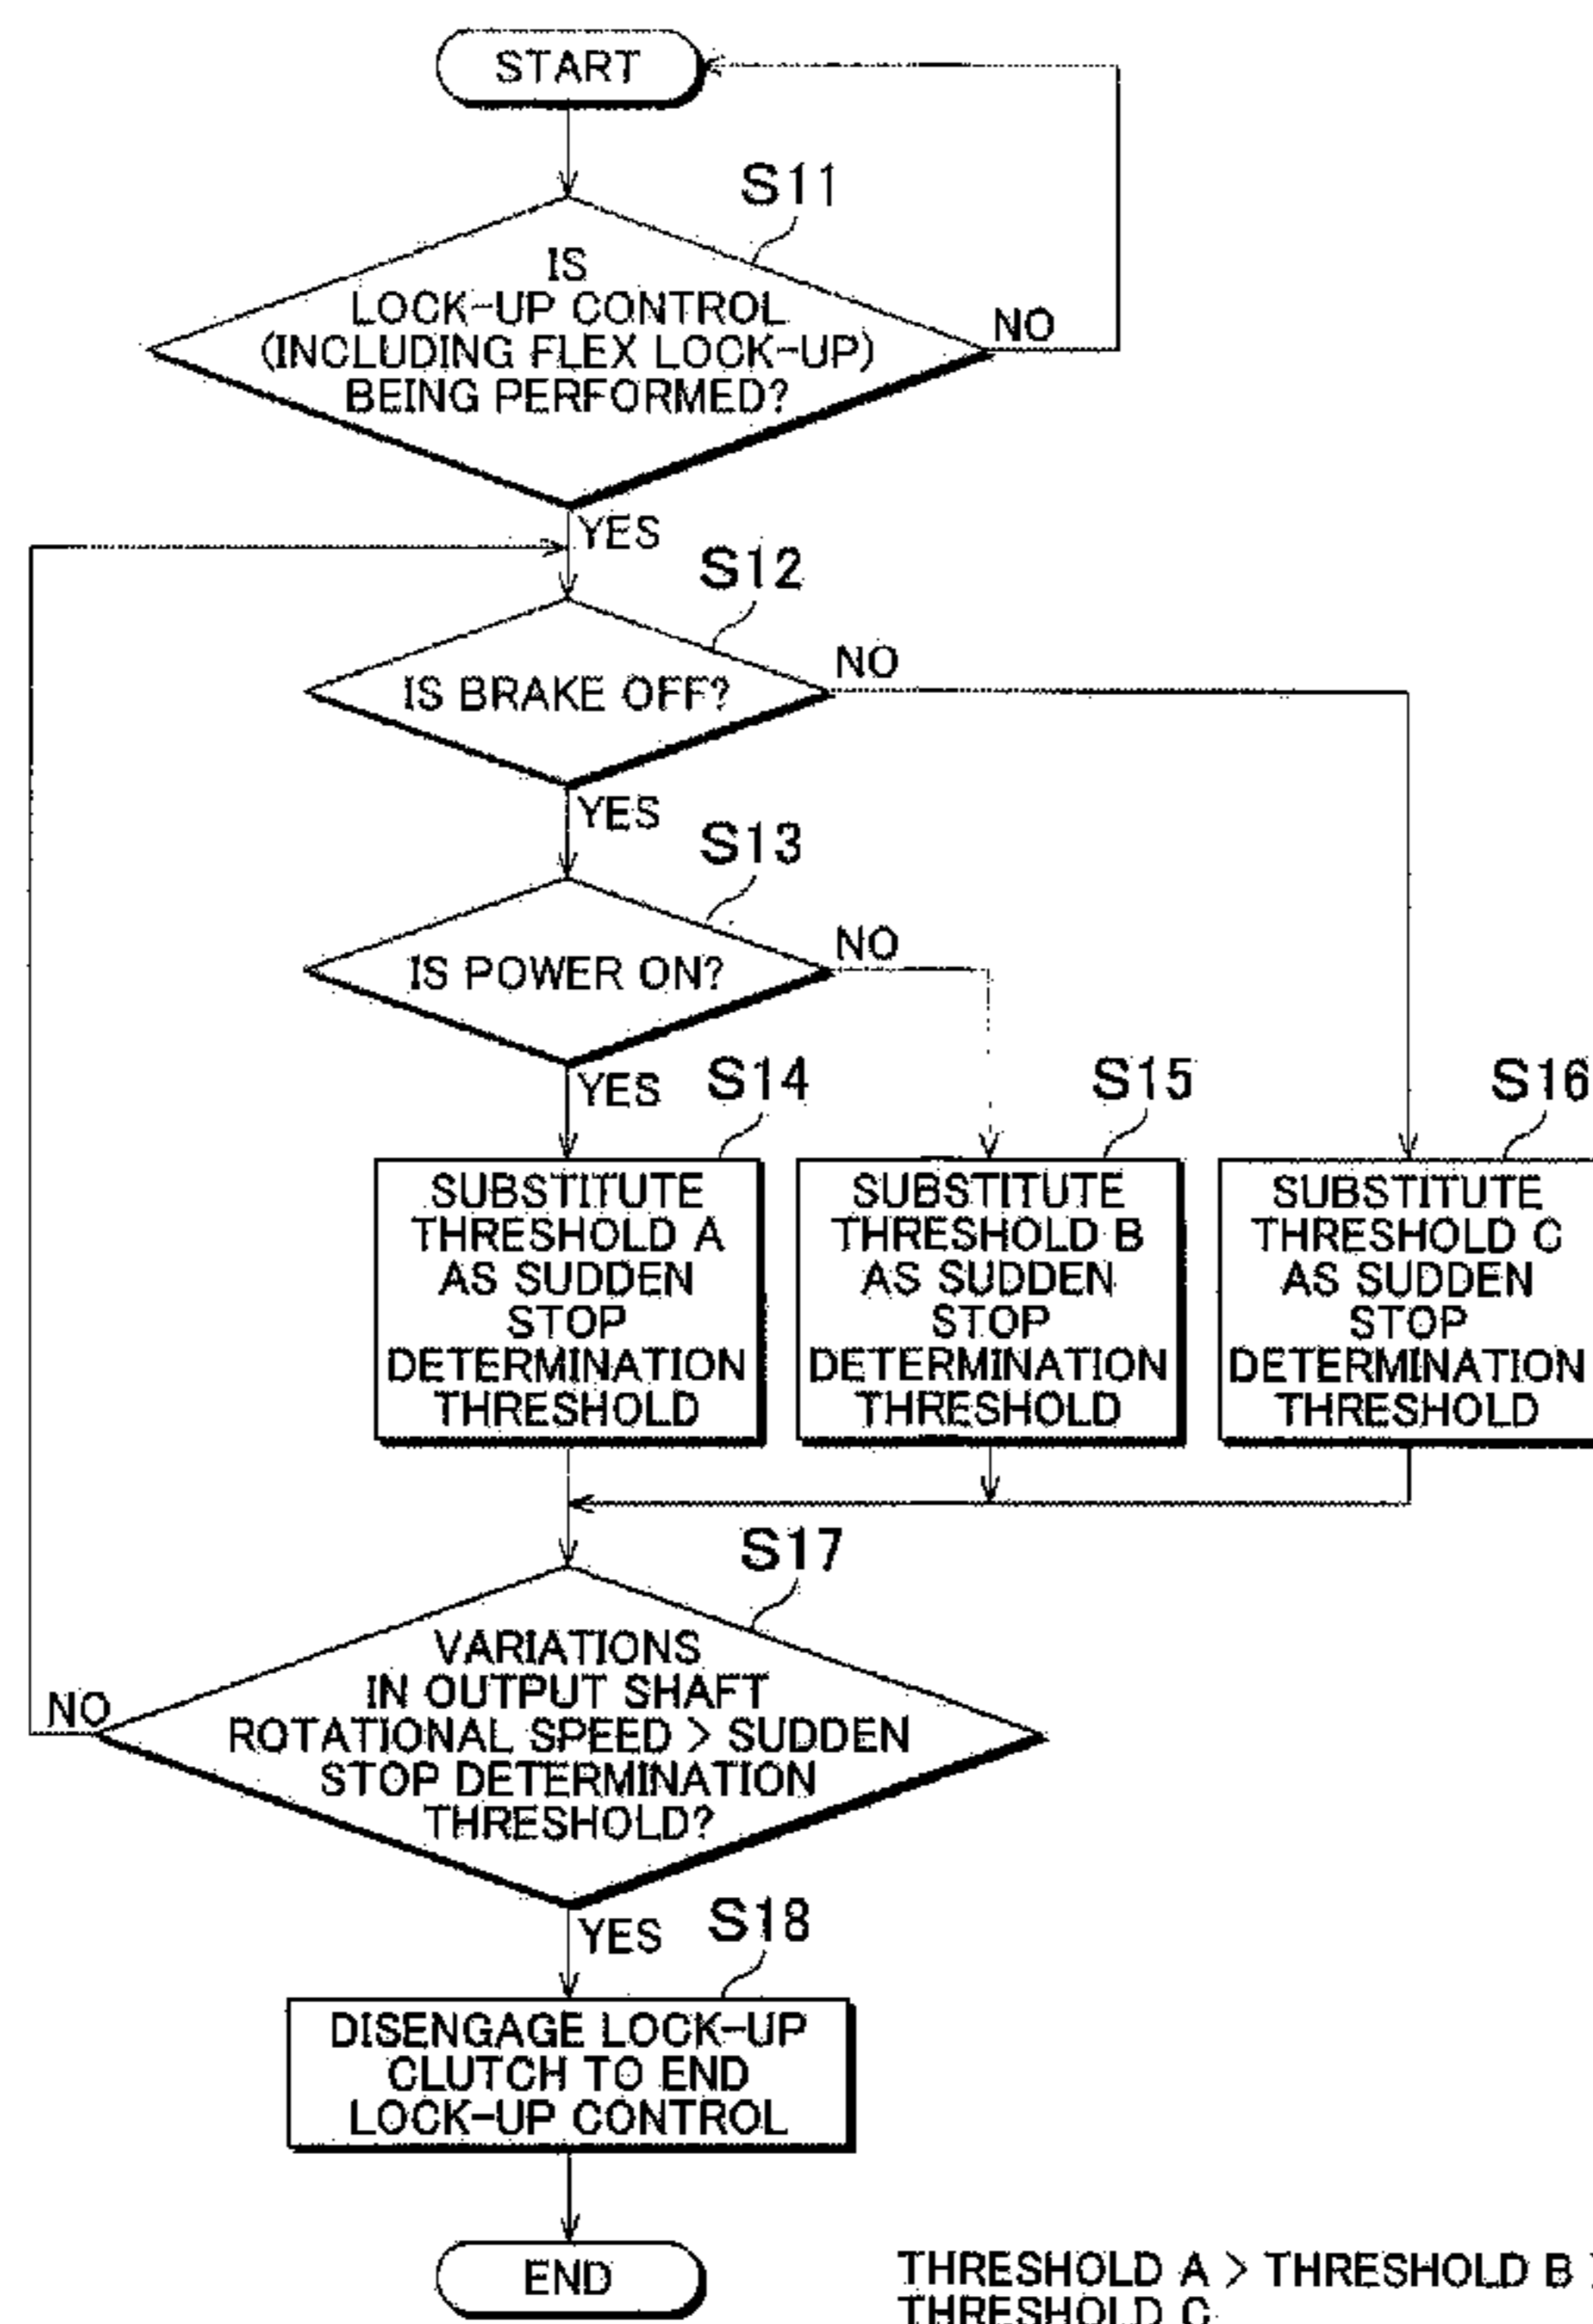 START
S11
IS
LOCK-UP CONTROL
(INCLUDING FLEX LOCK-UP)
BEING PERFORMED?
NO
YES
S12
IS BRAKE OFF?
NO
YES
S13
IS POWER ON?
NO
YES
S14
SUBSTITUTE
THRESHOLD A
AS SUDDEN
STOP
DETERMINATION
THRESHOLD
S15
SUBSTITUTE
THRESHOLD B
AS SUDDEN
STOP
DETERMINATION
THRESHOLD
S16
SUBSTITUTE
THRESHOLD C
AS SUDDEN
STOP
DETERMINATION
THRESHOLD
S17
VARIATIONS
IN OUTPUT SHAFT
ROTATIONAL SPEED > SUDDEN
STOP DETERMINATION
THRESHOLD?
NO
YES
S18
DISENGAGE LOCK-UP
CLUTCH TO END
LOCK-UP CONTROL
END
THRESHOLD A > THRESHOLD B >
THRESHOLD C